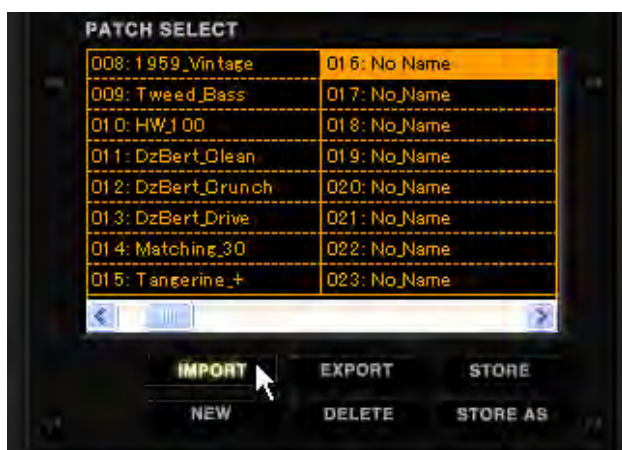 PATCH SELECT
008: 1959_Vintage 016: No Name
009: Tweed_Bass 017: No_Name
010: HW_100 018: No_Name
011: DzBert_Clean 019: No_Name
012: DzBert_Crunch 020: No_Name
013: DzBert_Drive 021: No_Name
014: Matching_30 022: No_Name
015: Tangerine_+ 023: No_Name
IMPORT EXPORT STORE
NEW DELETE STORE AS